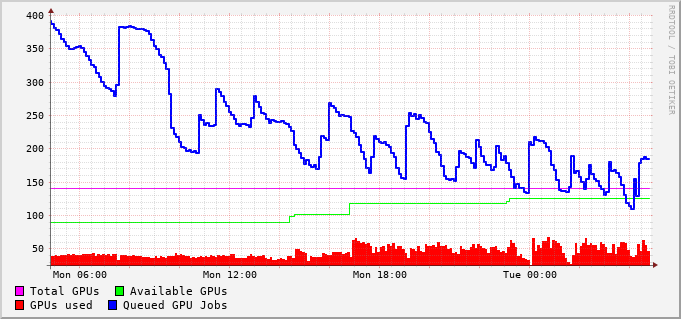 400
350
300
250
200
150
100
50
Mon 06:00 Mon 12:00 Mon 18:00 Tue 00:00
Total GPUs Available GPUs
GPUs used Queued GPU Jobs
RRDTOOL / TOBI OETIKER